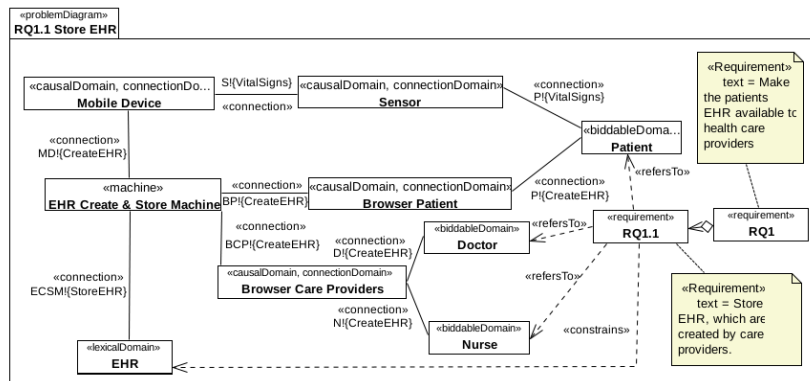 «problemDiagram»
RQ1.1 Store EHR
«causalDomain, connectionDo...
Mobile Device
S!{VitalSigns}
«connection»
«causalDomain, connectionDomain»
Sensor
«connection»
P!{VitalSigns}
«biddableDoma...
Patient
«Requirement»
text = Make
the patients
EHR available to
health care
providers
«connection»
MD!{CreateEHR}
«machine»
EHR Create & Store Machine
«connection»
BP!{CreateEHR}
«causalDomain, connectionDomain»
Browser Patient
«connection»
P!{CreateEHR}
«refersTo»
«connection»
BCP!{CreateEHR}
«connection»
D!{CreateEHR}
«biddableDomain»
Doctor
«refersTo»
«requirement»
RQ1.1
«requirement»
RQ1
«connection»
ECSM!{StoreEHR}
«causalDomain, connectionDomain»
Browser Care Providers
«refersTo»
«connection»
N!{CreateEHR}
«biddableDomain»
Nurse
«constrains»
«Requirement»
text = Store
EHR, which are
created by care
providers.
«lexicalDomain»
EHR